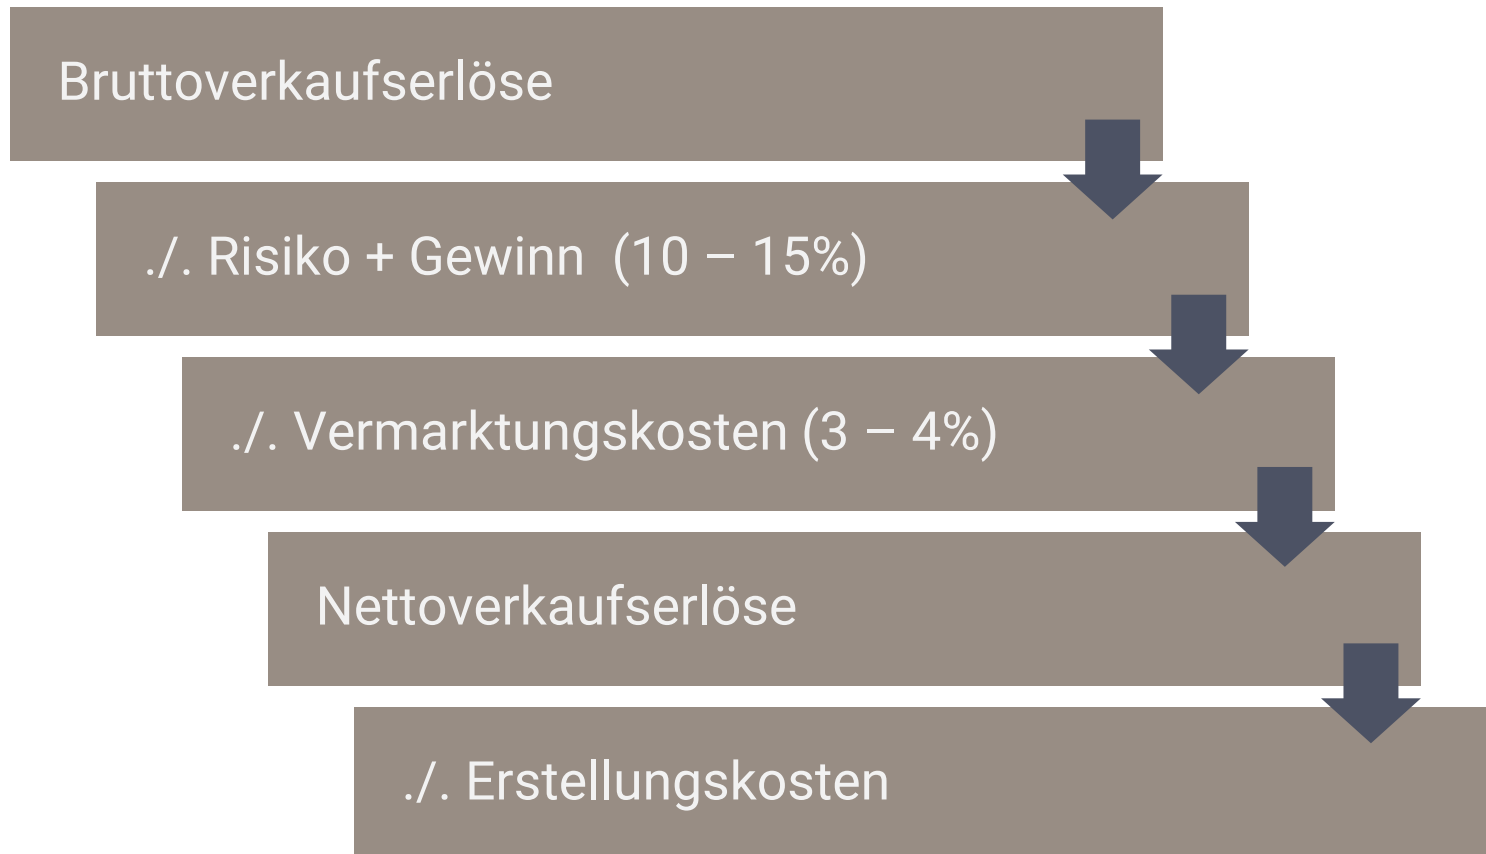 Bruttoverkaufserlöse
./. Risiko + Gewinn  (10 – 15%)
./. Vermarktungskosten (3 – 4%)
Nettoverkaufserlöse
./. Erstellungskosten